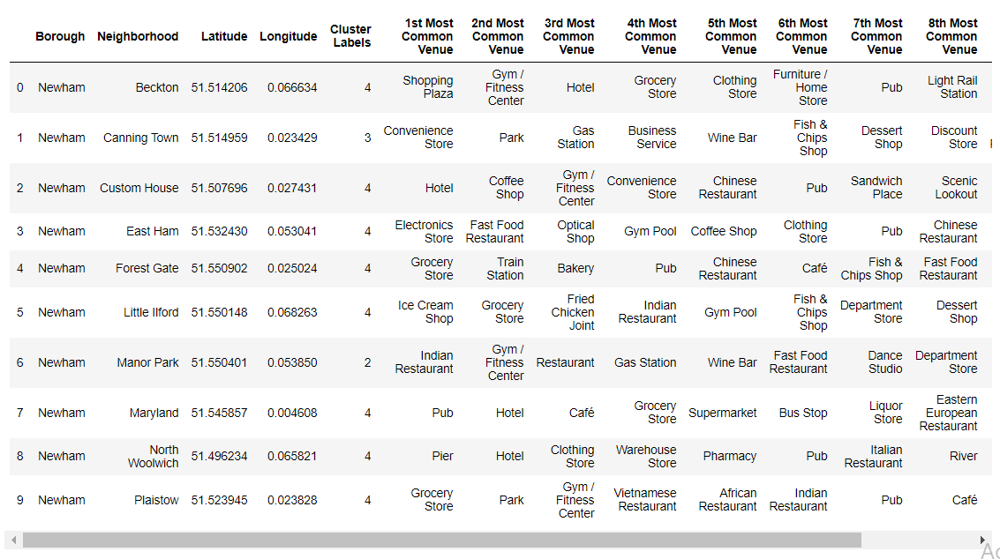 Borough Neighborhood Latitude Longitude Cluster Labels 1st Most Common Venue 2nd Most Common Venue 3rd Most Common Venue 4th Most Common Venue 5th Most Common Venue 6th Most Common Venue 7th Most Common Venue 8th Most Common Venue
0 Newham Beckton 51.514206 0.066634 4 Shopping Plaza Gym / Fitness Center Hotel Grocery Store Clothing Store Furniture / Home Store Pub Light Rail Station
1 Newham Canning Town 51.514959 0.023429 3 Convenience Store Park Gas Station Business Service Wine Bar Fish & Chips Shop Dessert Shop Discount Store
2 Newham Custom House 51.507696 0.027431 4 Hotel Coffee Shop Gym / Fitness Center Convenience Store Chinese Restaurant Pub Sandwich Place Scenic Lookout
3 Newham East Ham 51.532430 0.053041 4 Electronics Store Fast Food Restaurant Optical Shop Gym Pool Coffee Shop Clothing Store Pub Chinese Restaurant
4 Newham Forest Gate 51.550902 0.025024 4 Grocery Store Train Station Bakery Pub Chinese Restaurant Café Fish & Chips Shop Fast Food Restaurant
5 Newham Little Ilford 51.550148 0.068263 4 Ice Cream Shop Grocery Store Fried Chicken Joint Indian Restaurant Gym Pool Fish & Chips Shop Department Store Dessert Shop
6 Newham Manor Park 51.550401 0.053850 2 Indian Restaurant Gym / Fitness Center Restaurant Gas Station Wine Bar Fast Food Restaurant Dance Studio Department Store
7 Newham Maryland 51.545857 0.004608 4 Pub Hotel Café Grocery Store Supermarket Bus Stop Liquor Store Eastern European Restaurant
8 Newham North Woolwich 51.496234 0.065821 4 Pier Hotel Clothing Store Warehouse Store Pharmacy Pub Italian Restaurant River
9 Newham Plaistow 51.523945 0.023828 4 Grocery Store Park Gym / Fitness Center Vietnamese Restaurant African Restaurant Indian Restaurant Pub Café